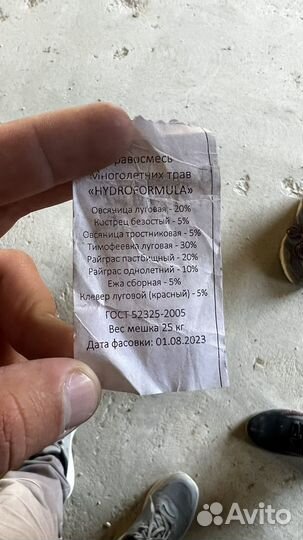 Травосмесь
многолетних трав
«HYDROFORMULA»
Овсяница луговая - 20%
Кострец безостый - 5%
Овсяница тростниковая - 5%
Тимофеевка луговая - 30%
Райграс пастбищный - 20%
Райграс однолетний - 10%
Ежа сборная - 5%
Клевер луговой (красный) - 5%
ГОСТ 52325-2005
Вес мешка 25 кг
Дата фасовки: 01.08.2023
Avito